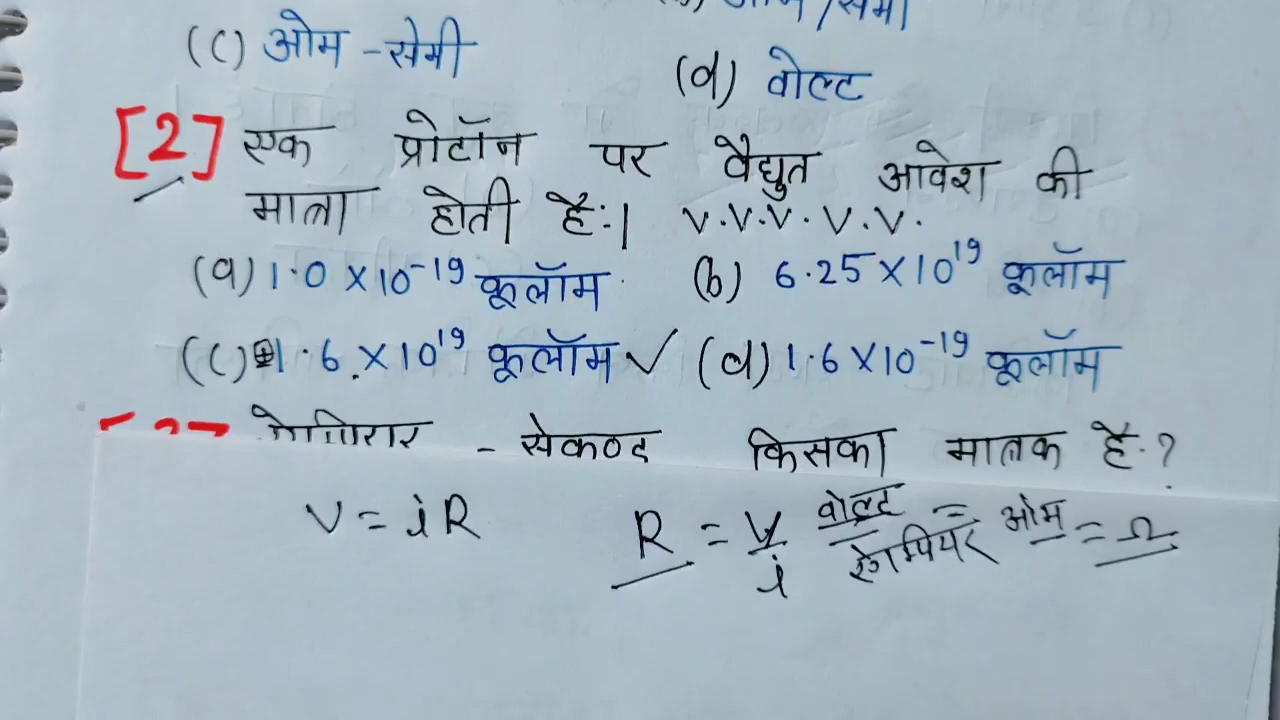 (c) ओम - सेमी
(d) वोल्ट
[2] एक प्रोटॉन पर वैद्युत आवेश की
मात्रा होती है:| V.V.V.V.V.
(a) 1.0 × 10⁻¹⁹ कूलॉम (b) 6.25 × 10¹⁹ कूलॉम
(c) 1.6 × 10¹⁹ कूलॉम ✓ (d) 1.6 × 10⁻¹⁹ कूलॉम
- सेकण्ड किसका मात्रक है?
V = iR R = V/i वोल्ट/ऐम्पियर = ओम = Ω